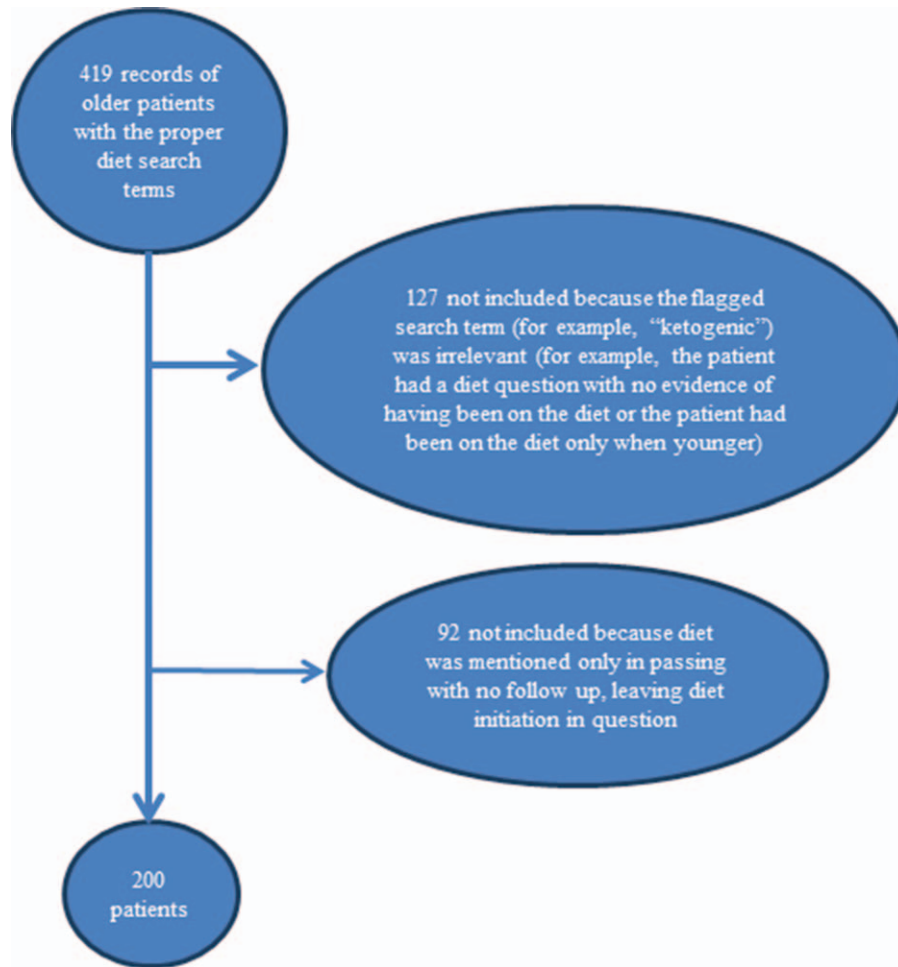 419 records of
older patients
with the proper
diet search
terms
127 not included because the flagged
search term (for example, “ketogenic”)
was irrelevant (for example, the patient
had a diet question with no evidence of
having been on the diet or the patient had
been on the diet only when younger)
92 not included because diet
was mentioned only in passing
with no follow up, leaving diet
initiation in question
200
patients